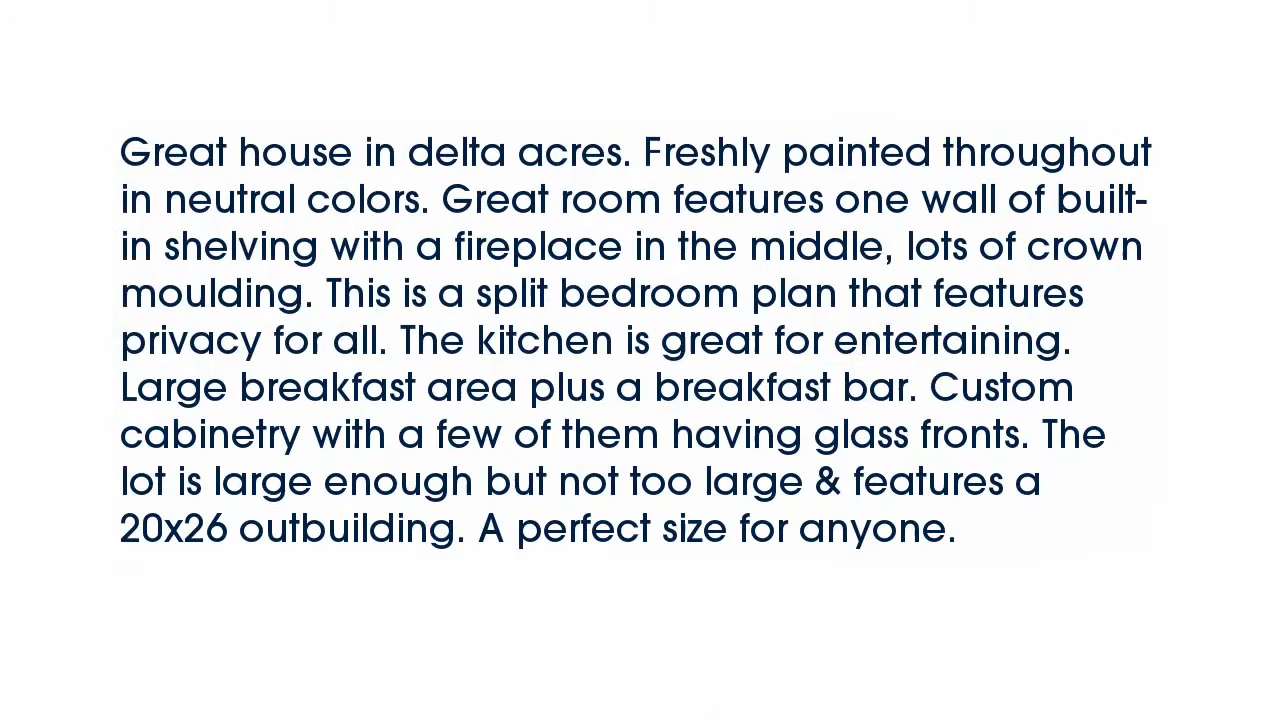 Great house in delta acres. Freshly painted throughout
in neutral colors. Great room features one wall of built-
in shelving with a fireplace in the middle, lots of crown
moulding. This is a split bedroom plan that features
privacy for all. The kitchen is great for entertaining.
Large breakfast area plus a breakfast bar. Custom
cabinetry with a few of them having glass fronts. The
lot is large enough but not too large & features a
20x26 outbuilding. A perfect size for anyone.